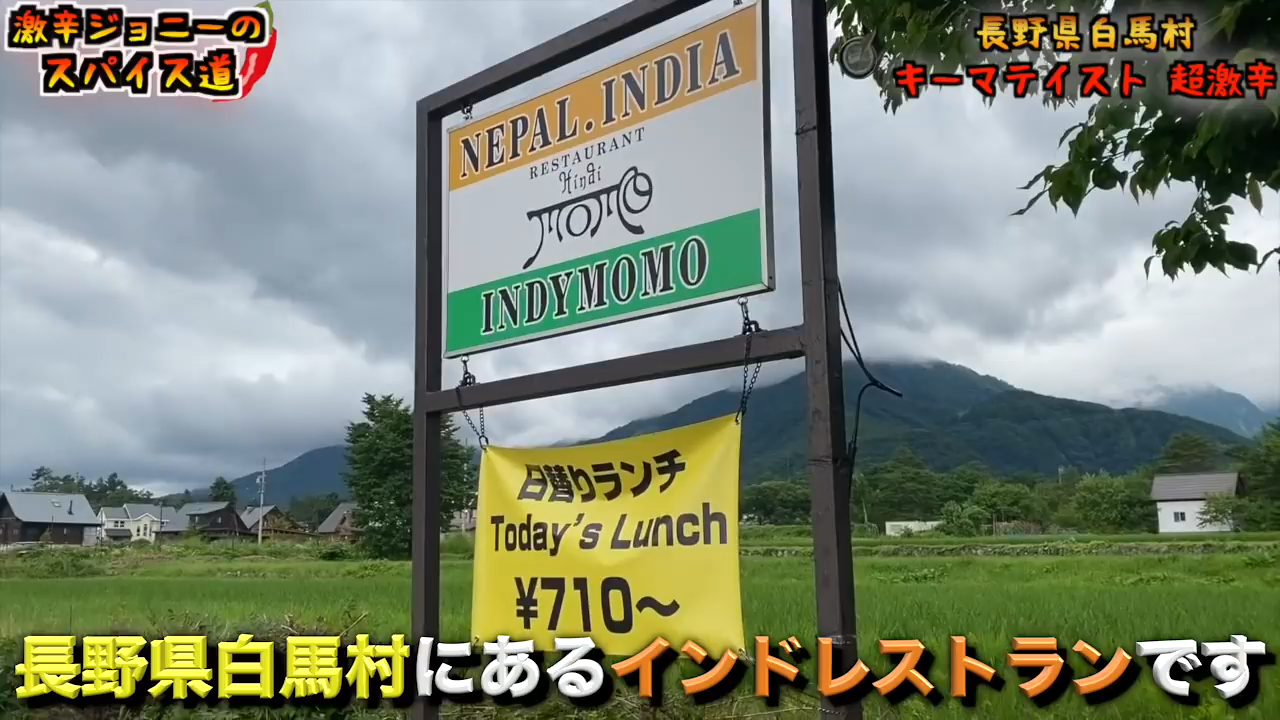 激辛ジョニーの
スパイス道
長野県白馬村
キーマテイスト 超激辛
NEPAL.INDIA
RESTAURANT
Hindi
momo
INDYMOMO
日替りランチ
Today's Lunch
¥710〜
長野県白馬村にあるインドレストランです